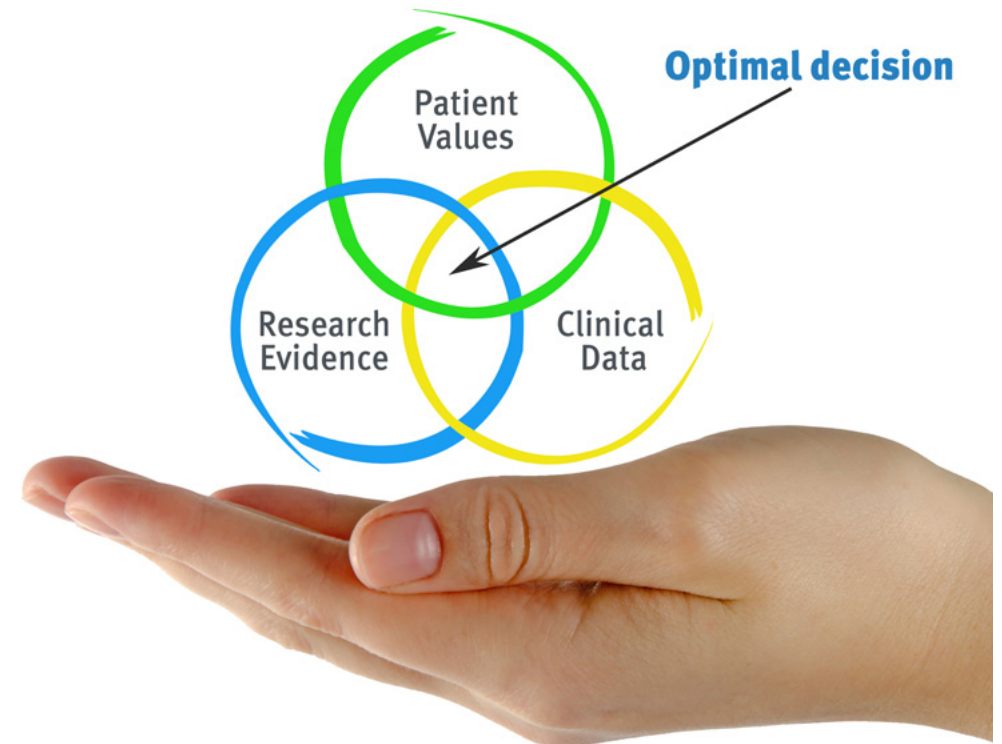 Optimal decision
Patient
Values
Research
Evidence
Clinical
Data